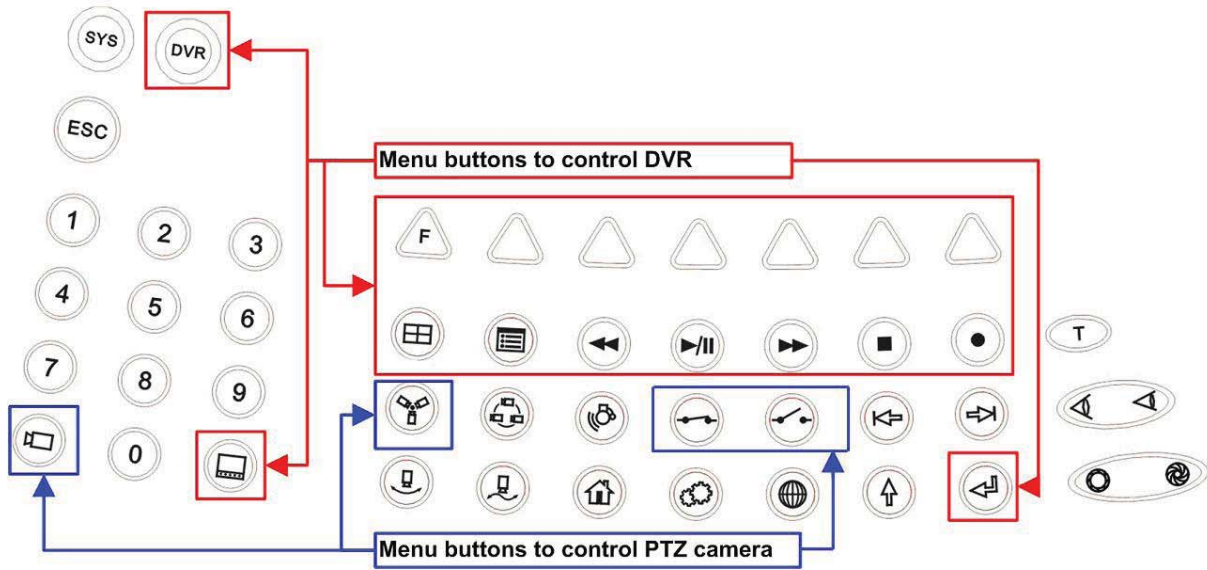 SYS
DVR
ESC
Menu buttons to control DVR
1
2
3
F
4
5
6
T
7
8
9
0
Menu buttons to control PTZ camera